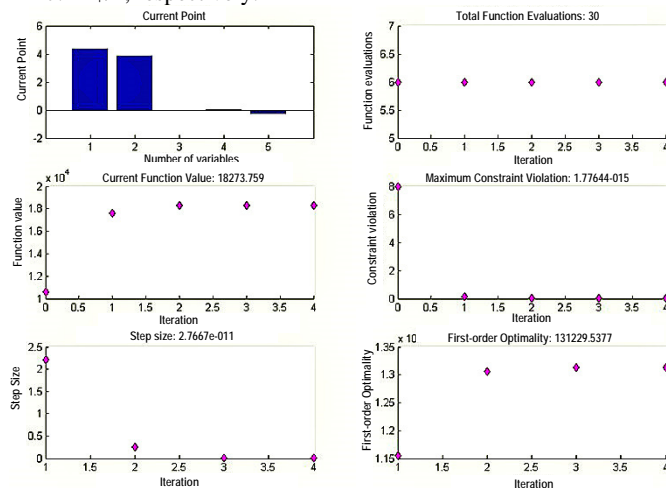 Current Point
Current Point
6
4
2
0
-2
1 2 3 4 5
Number of variables
Total Function Evaluations: 30
Function evaluations
7
6.5
6
5.5
5
0 0.5 1 1.5 2 2.5 3 3.5 4
Iteration
Current Function Value: 18273.759
x 10⁴
Function value
2
1.8
1.6
1.4
1.2
1
0 0.5 1 1.5 2 2.5 3 3.5 4
Iteration
Maximum Constraint Violation: 1.77644-015
Constraint violation
8
6
4
2
0
0 0.5 1 1.5 2 2.5 3 3.5 4
Iteration
Step size: 2.7667e-011
Step Size
2.5
2
1.5
1
0.5
0
1 1.5 2 2.5 3 3.5 4
Iteration
First-order Optimality: 131229.5377
x 10
First-order Optimality
1.35
1.3
1.25
1.2
1.15
1 1.5 2 2.5 3 3.5 4
Iteration